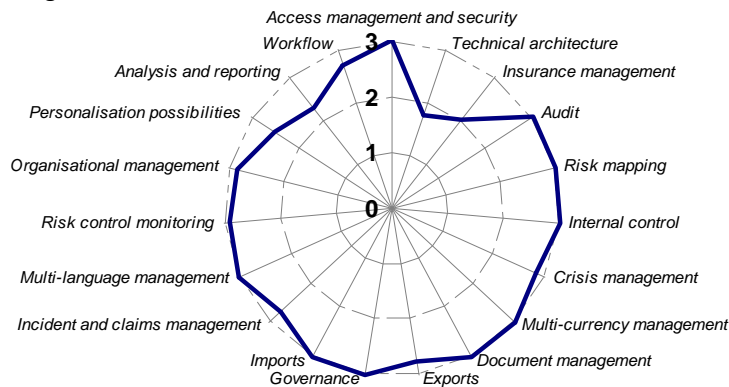 Access management and security
Workflow
3
Technical architecture
Analysis and reporting
Insurance management
Personalisation possibilities
2
Audit
Organisational management
1
Risk mapping
Risk control monitoring
0
Internal control
Multi-language management
Crisis management
Incident and claims management
Multi-currency management
Imports
Document management
Governance
Exports